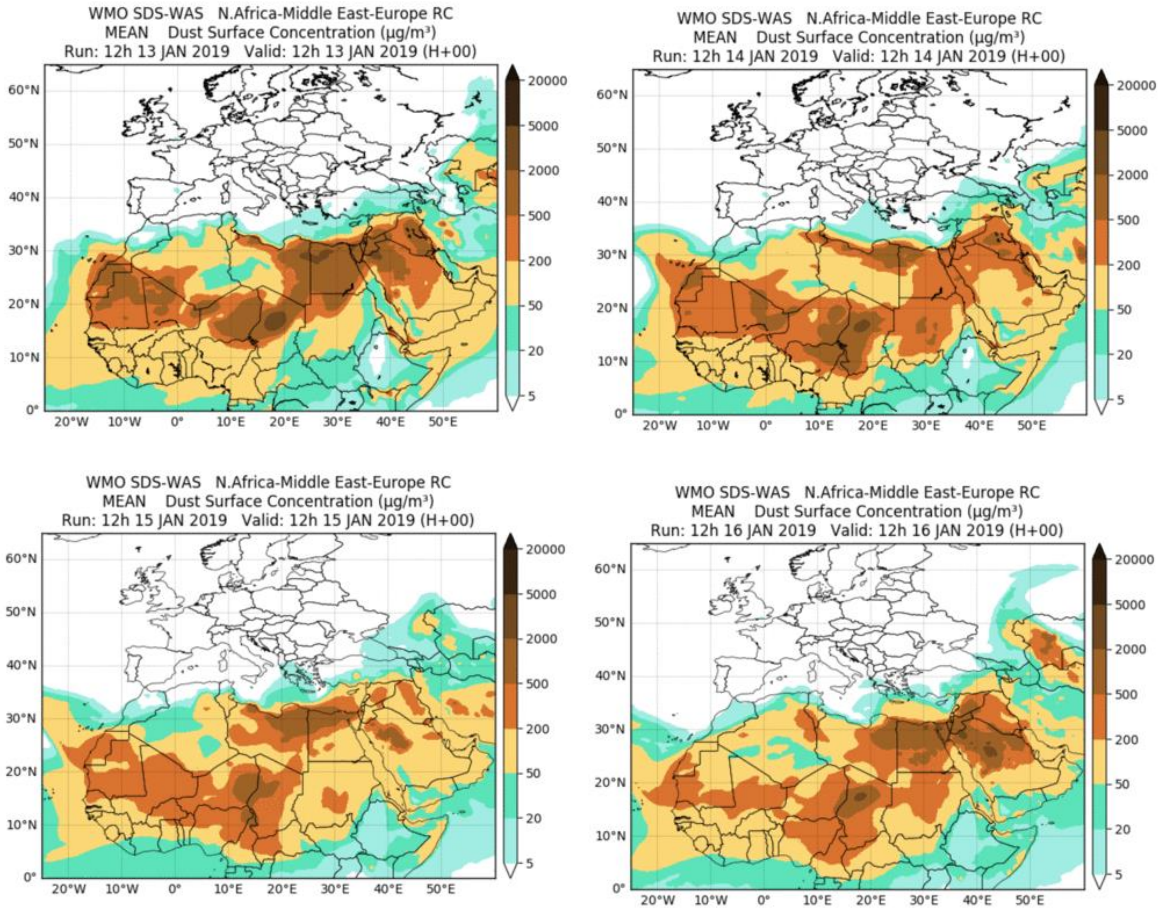 WMO SDS-WAS N.Africa-Middle East-Europe RC
MEAN Dust Surface Concentration (µg/m³)
Run: 12h 13 JAN 2019 Valid: 12h 13 JAN 2019 (H+00)
60°N
50°N
40°N
30°N
20°N
10°N
0°
20°W
10°W
0°
10°E
20°E
30°E
40°E
50°E
20000
5000
2000
500
200
50
20
5
WMO SDS-WAS N.Africa-Middle East-Europe RC
MEAN Dust Surface Concentration (µg/m³)
Run: 12h 14 JAN 2019 Valid: 12h 14 JAN 2019 (H+00)
60°N
50°N
40°N
30°N
20°N
10°N
0°
20°W
10°W
0°
10°E
20°E
30°E
40°E
50°E
20000
5000
2000
500
200
50
20
5
WMO SDS-WAS N.Africa-Middle East-Europe RC
MEAN Dust Surface Concentration (µg/m³)
Run: 12h 15 JAN 2019 Valid: 12h 15 JAN 2019 (H+00)
60°N
50°N
40°N
30°N
20°N
10°N
0°
20°W
10°W
0°
10°E
20°E
30°E
40°E
50°E
20000
5000
2000
500
200
50
20
5
WMO SDS-WAS N.Africa-Middle East-Europe RC
MEAN Dust Surface Concentration (µg/m³)
Run: 12h 16 JAN 2019 Valid: 12h 16 JAN 2019 (H+00)
60°N
50°N
40°N
30°N
20°N
10°N
0°
20°W
10°W
0°
10°E
20°E
30°E
40°E
50°E
20000
5000
2000
500
200
50
20
5